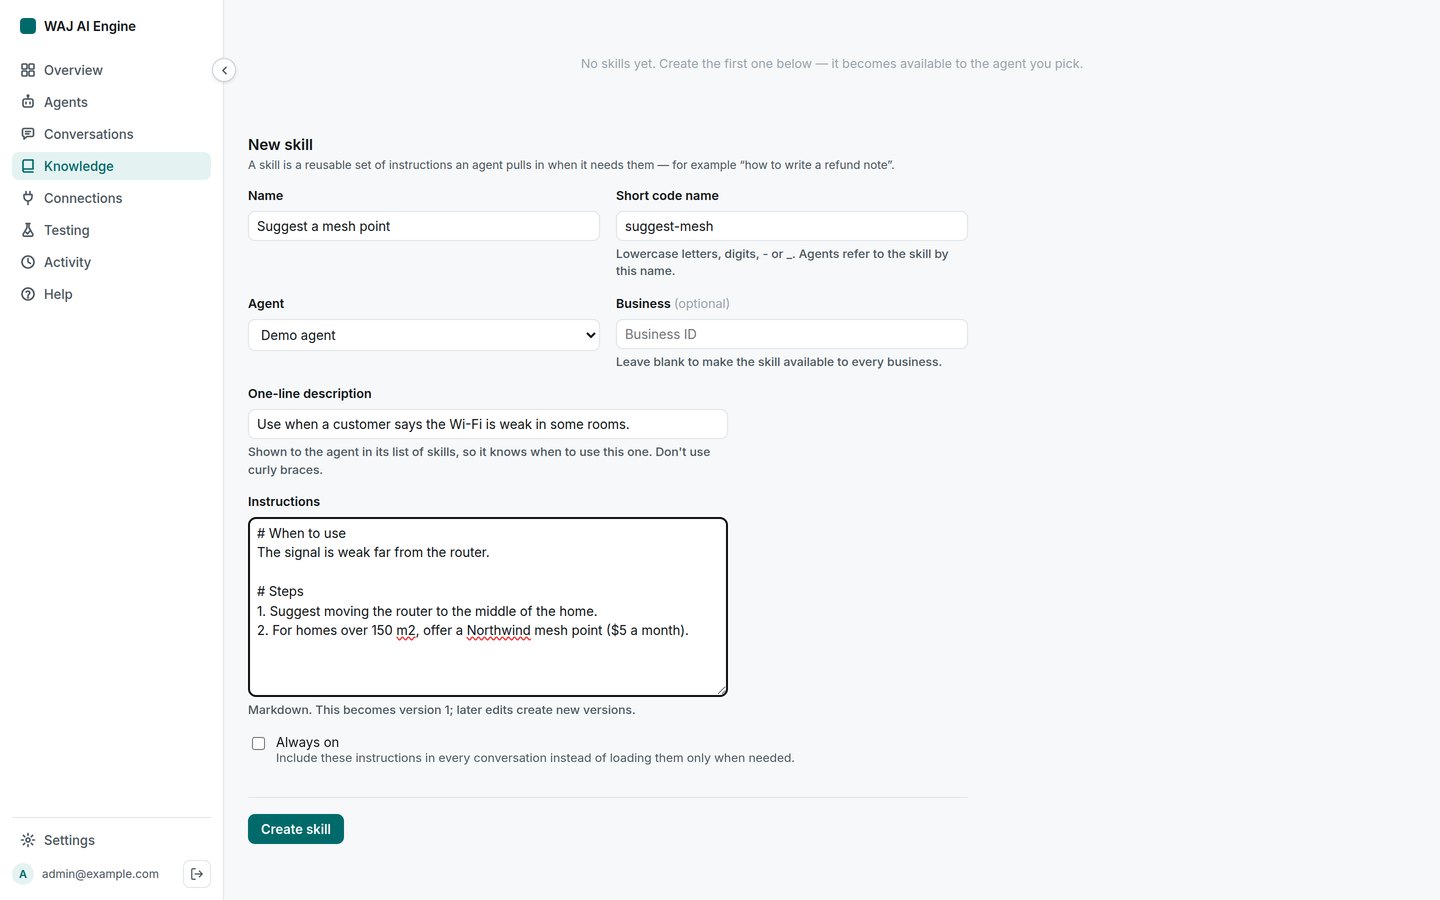 WAJ AI Engine
Overview
Agents
Conversations
Knowledge
Connections
Testing
Activity
Help
Settings
A admin@example.com
No skills yet. Create the first one below — it becomes available to the agent you pick.
New skill
A skill is a reusable set of instructions an agent pulls in when it needs them — for example “how to write a refund note”.
Name
Suggest a mesh point
Short code name
suggest-mesh
Lowercase letters, digits, - or _. Agents refer to the skill by
this name.
Agent
Demo agent
Business (optional)
Business ID
Leave blank to make the skill available to every business.
One-line description
Use when a customer says the Wi-Fi is weak in some rooms.
Shown to the agent in its list of skills, so it knows when to use this one. Don't use
curly braces.
Instructions
# When to use
The signal is weak far from the router.
# Steps
1. Suggest moving the router to the middle of the home.
2. For homes over 150 m2, offer a Northwind mesh point ($5 a month).
Markdown. This becomes version 1; later edits create new versions.
Always on
Include these instructions in every conversation instead of loading them only when needed.
Create skill